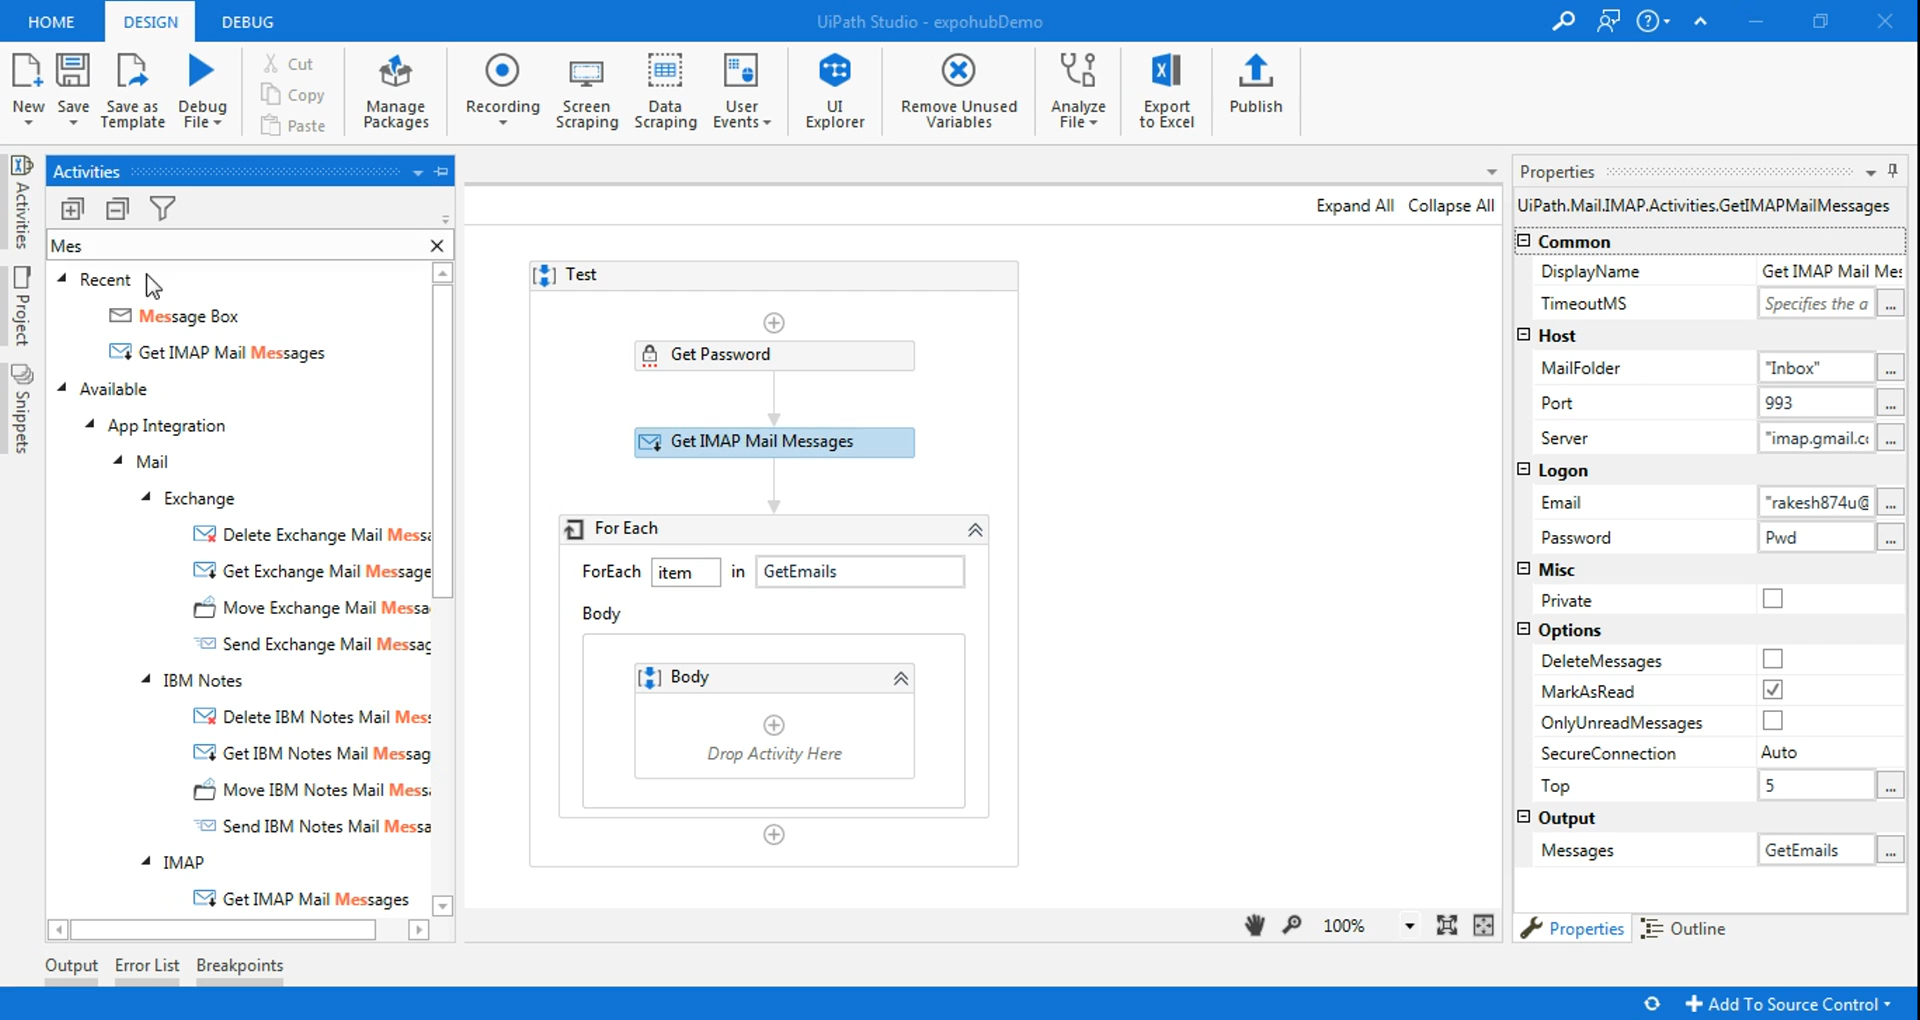 HOME
DESIGN
DEBUG
UiPath Studio - expohubDemo
New
Save
Save as
Template
Debug
File
Cut
Copy
Paste
Manage
Packages
Recording
Screen
Scraping
Data
Scraping
User
Events
UI
Explorer
Remove Unused
Variables
Analyze
File
Export
to Excel
Publish
Activities
Project
Snippets
Activities
Mes
Recent
Message Box
Get IMAP Mail Messages
Available
App Integration
Mail
Exchange
Delete Exchange Mail Messa
Get Exchange Mail Message
Move Exchange Mail Messa
Send Exchange Mail Messag
IBM Notes
Delete IBM Notes Mail Mess
Get IBM Notes Mail Messag
Move IBM Notes Mail Messa
Send IBM Notes Mail Messa
IMAP
Get IMAP Mail Messages
Expand All Collapse All
Test
Get Password
Get IMAP Mail Messages
For Each
ForEach item in GetEmails
Body
Body
Drop Activity Here
100%
Properties
UiPath.Mail.IMAP.Activities.GetIMAPMailMessages
Common
DisplayName Get IMAP Mail Mes
TimeoutMS Specifies the a ...
Host
MailFolder "Inbox" ...
Port 993 ...
Server "imap.gmail.co ...
Logon
Email "rakesh874u@ ...
Password Pwd ...
Misc
Private
Options
DeleteMessages
MarkAsRead
OnlyUnreadMessages
SecureConnection Auto
Top 5 ...
Output
Messages GetEmails ...
Properties Outline
Output Error List Breakpoints
Add To Source Control